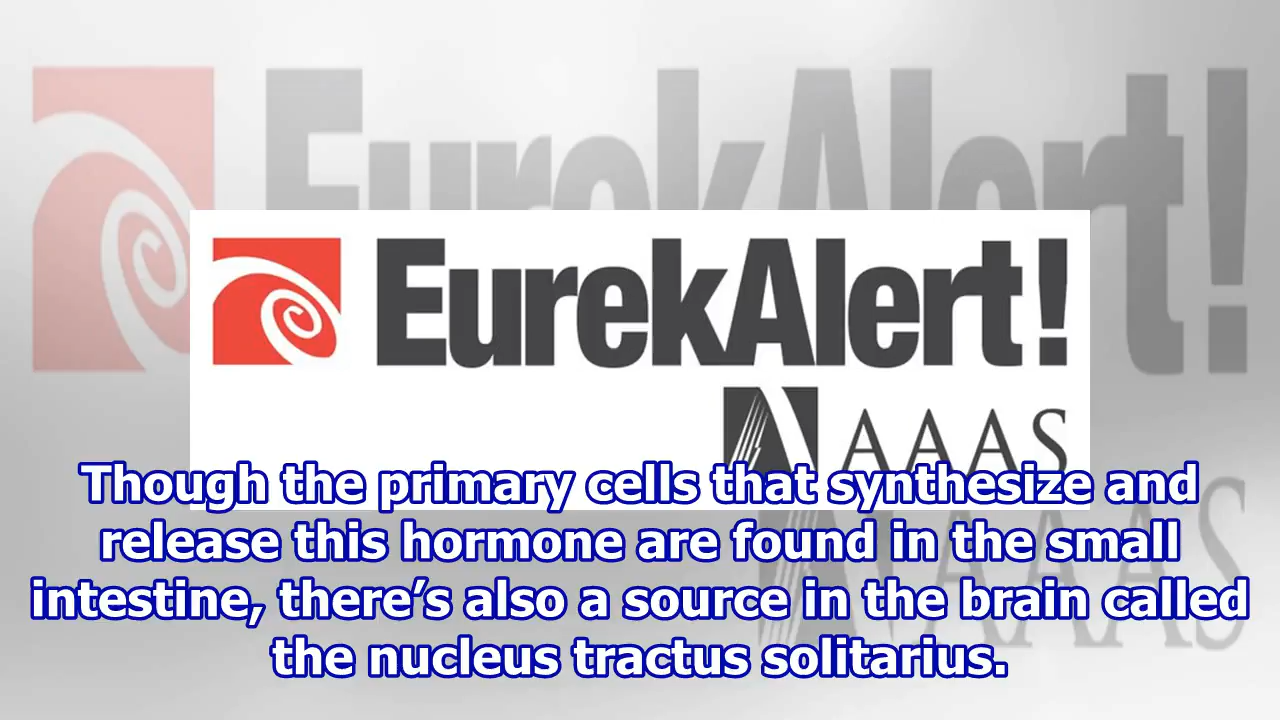 EurekAlert!
AAAS
Though the primary cells that synthesize and
release this hormone are found in the small
intestine, there’s also a source in the brain called
the nucleus tractus solitarius.